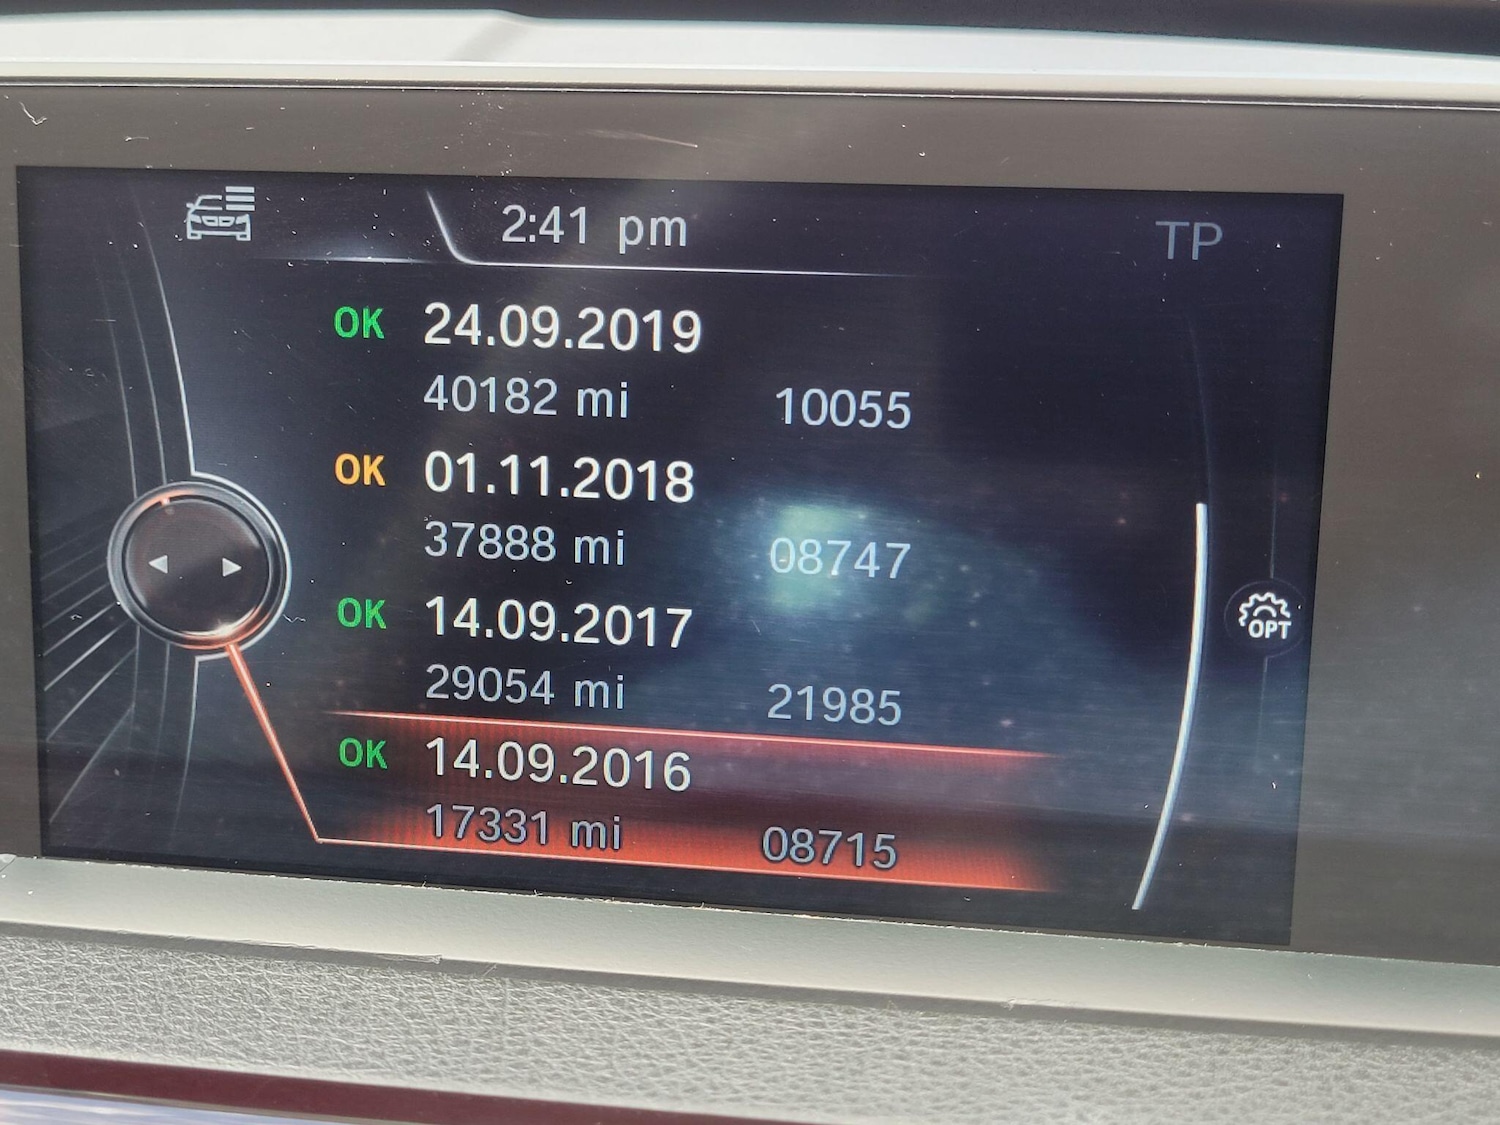 2:41 pm TP
OK 24.09.2019
40182 mi 10055
OK 01.11.2018
37888 mi 08747
OK 14.09.2017
29054 mi 21985
OPT
OK 14.09.2016
17331 mi 08715